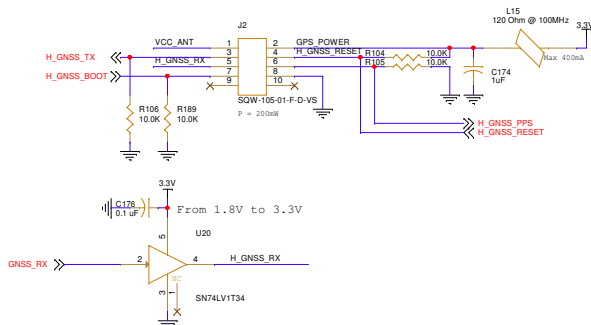 L15
120 Ohm @ 100MHz
3.3V
Max 400mA
J2
VCC_ANT 1 2 GPS_POWER
H_GNSS_TX 3 4 H_GNSS_RESET R104 10.0K
H_GNSS_RX 5 6 R105 10.0K
H_GNSS_BOOT 7 8
9 10
C174
1uF
SQW-105-01-F-D-VS
P = 200mW
R106
10.0K
R189
10.0K
H_GNSS_PPS
H_GNSS_RESET
3.3V
C176
0.1 uF
From 1.8V to 3.3V
5
U20
GNSS_RX 2 4 H_GNSS_RX
NC
3
1
SN74LV1T34